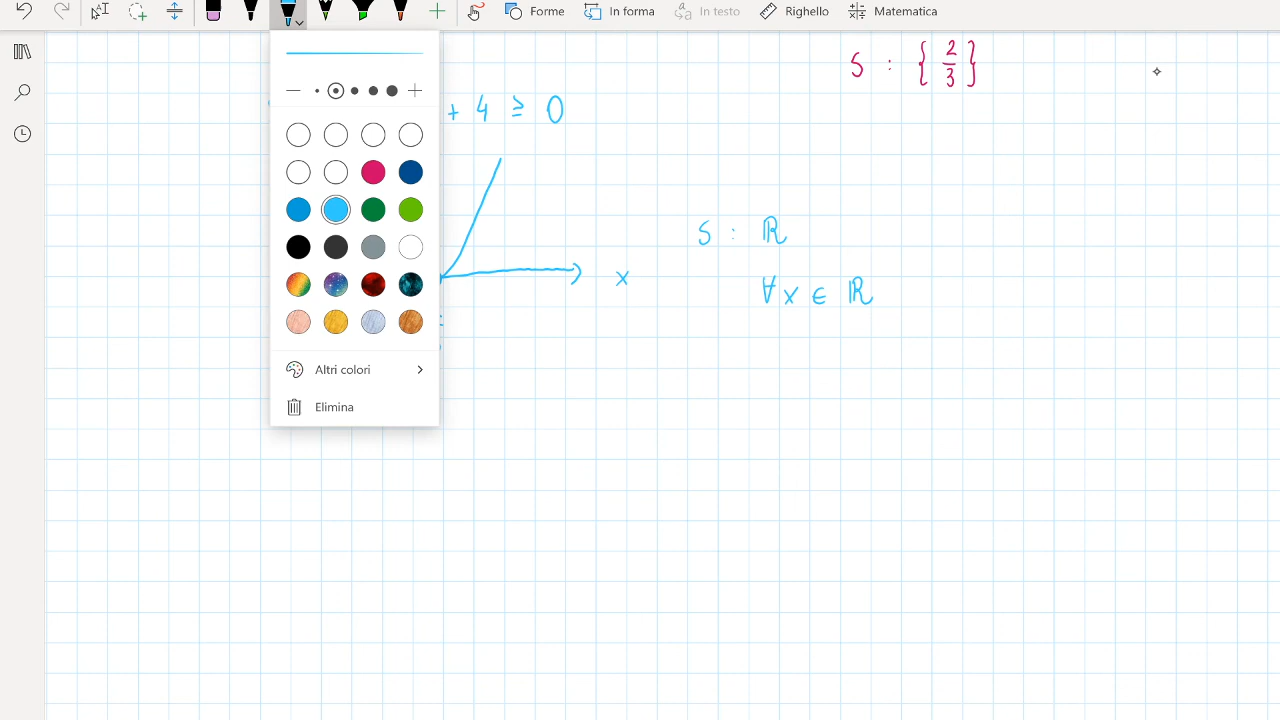 Forme In forma In testo Righello Matematica
S : { 2/3 }
+ 4 ≥ 0
S : ℝ
x
∀ x ∈ ℝ
Altri colori
Elimina